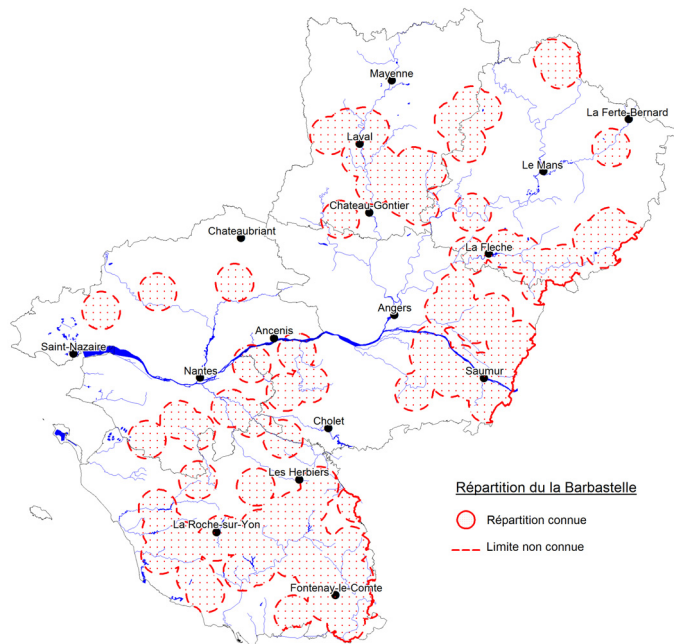 Mayenne
La Ferte-Bernard
Laval
Le Mans
Chateau-Gontier
Chateaubriant
La Fleche
Angers
Ancenis
Saint-Nazaire
Nantes
Saumur
Cholet
Les Herbiers
Répartition du la Barbastelle
Répartition connue
La Roche-sur-Yon
Limite non connue
Fontenay-le-Comte